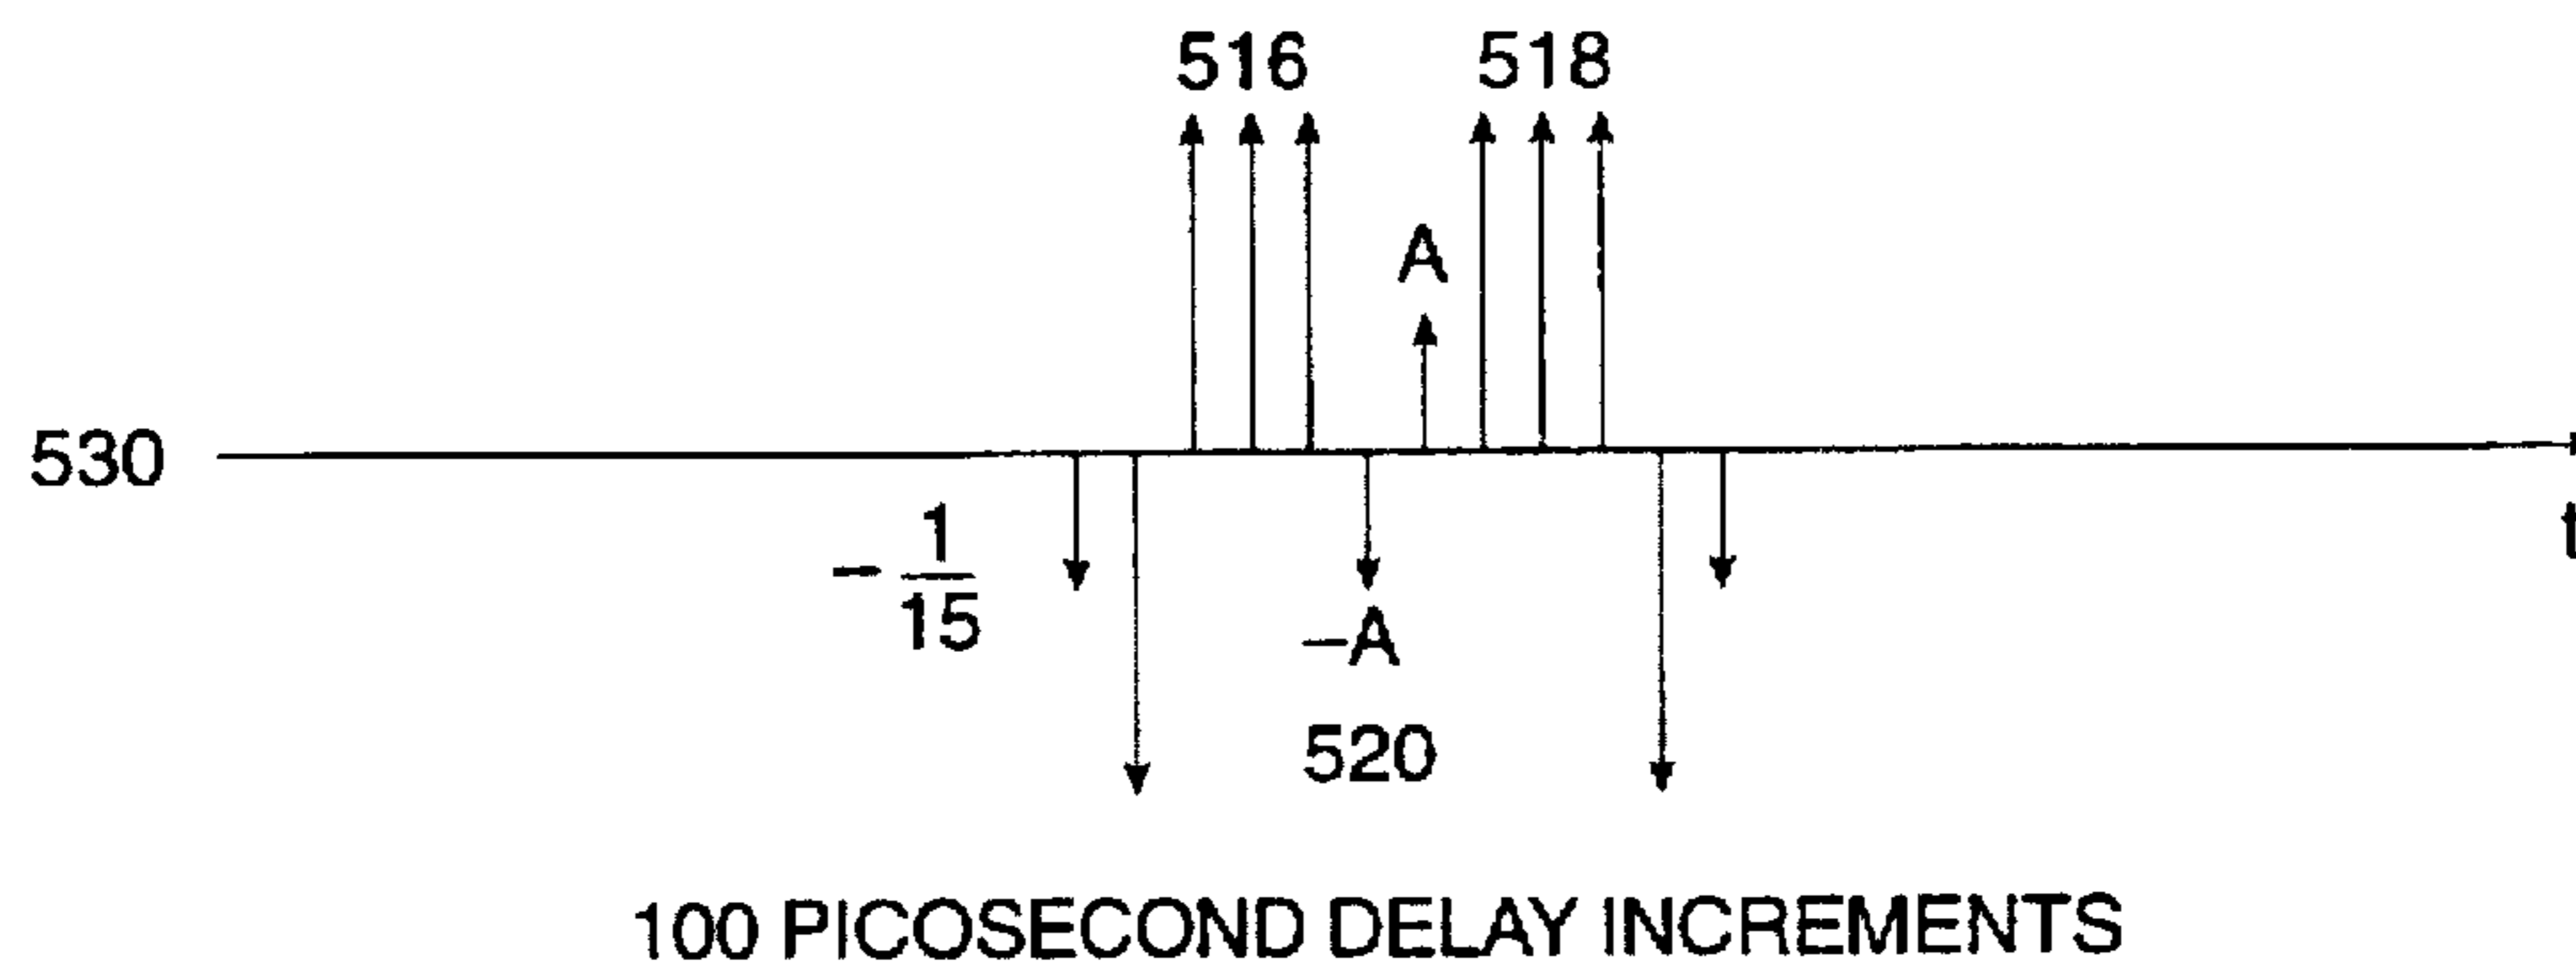 516 518
A
530
t
- 1/15
-A
520
100 PICOSECOND DELAY INCREMENTS